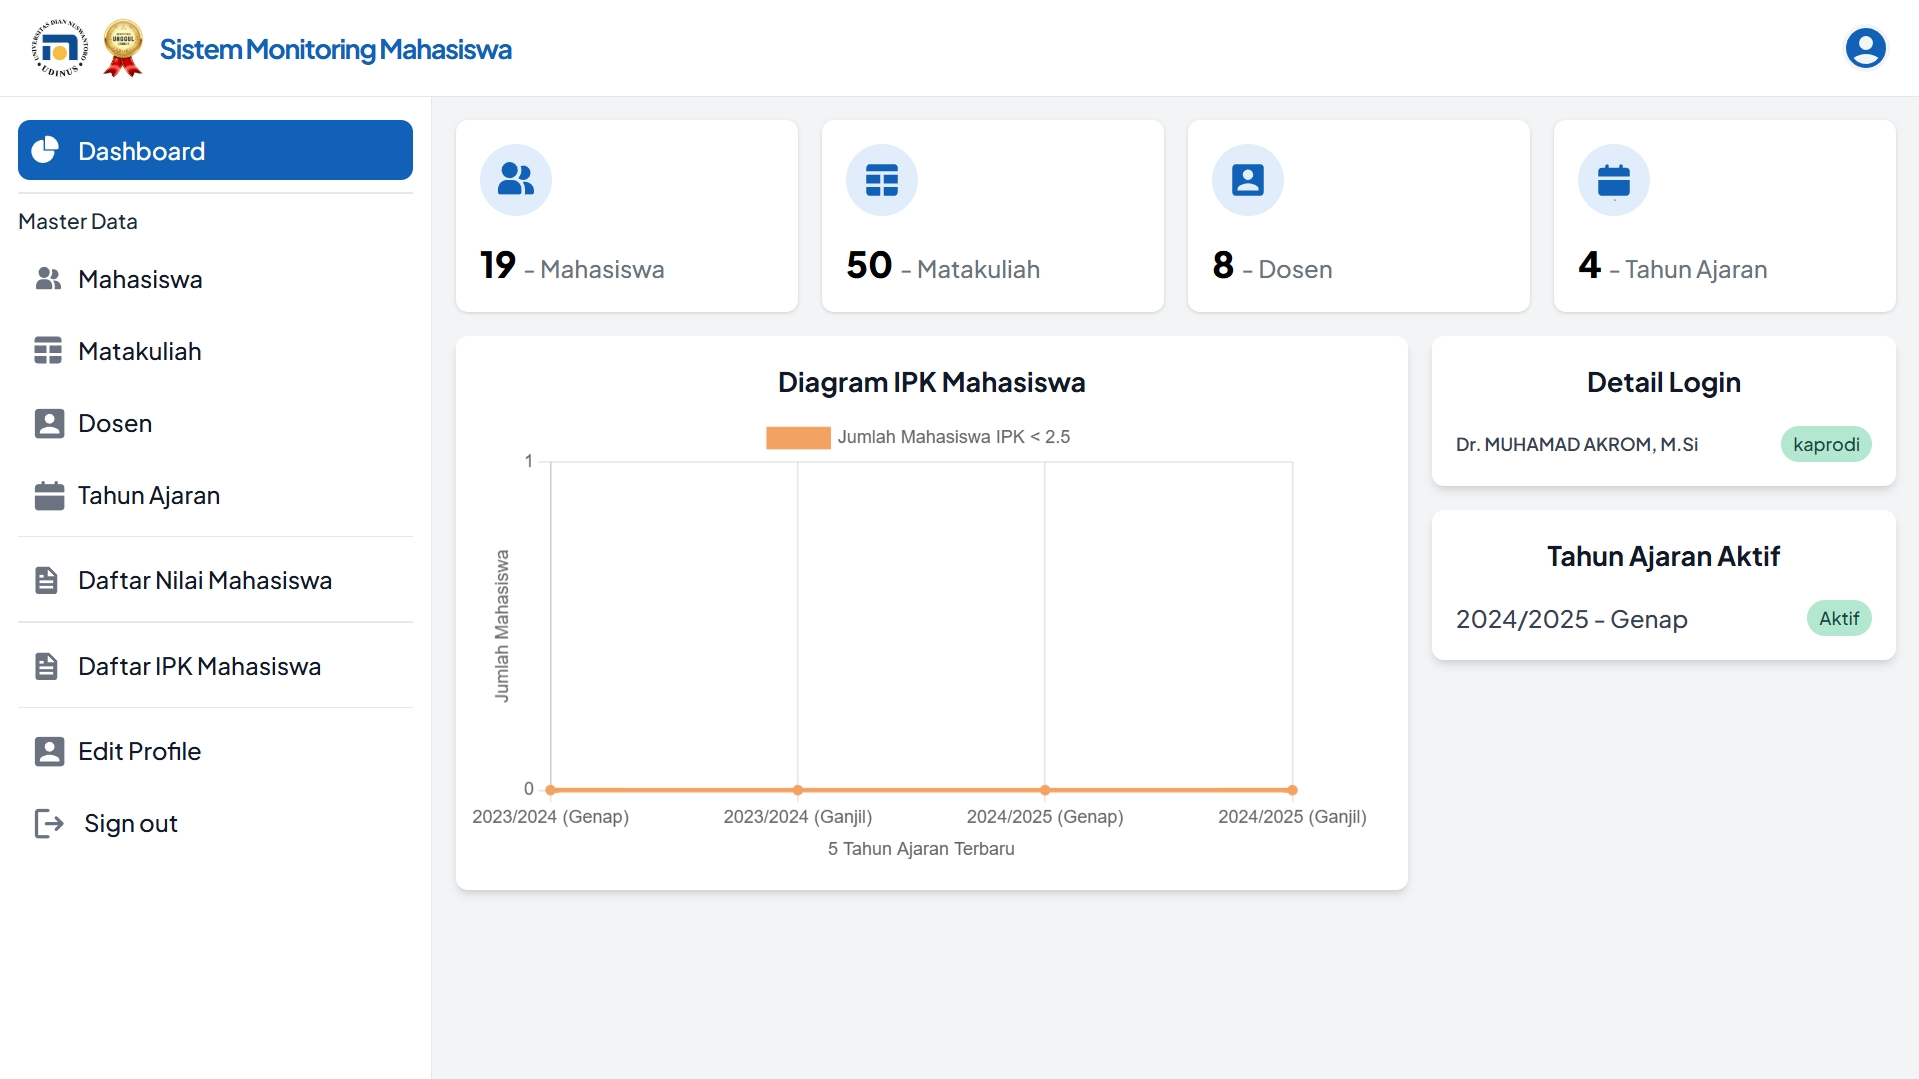 UNIVERSITAS DIAN NUSWANTORO
UDINUS
UNGGUL
Sistem Monitoring Mahasiswa
Dashboard
Master Data
Mahasiswa
Matakuliah
Dosen
Tahun Ajaran
Daftar Nilai Mahasiswa
Daftar IPK Mahasiswa
Edit Profile
Sign out
19 - Mahasiswa
50 - Matakuliah
8 - Dosen
4 - Tahun Ajaran
Diagram IPK Mahasiswa
Jumlah Mahasiswa IPK < 2.5
1
Jumlah Mahasiswa
0
2023/2024 (Genap)
2023/2024 (Ganjil)
2024/2025 (Genap)
2024/2025 (Ganjil)
5 Tahun Ajaran Terbaru
Detail Login
Dr. MUHAMAD AKROM, M.Si
kaprodi
Tahun Ajaran Aktif
2024/2025 - Genap
Aktif